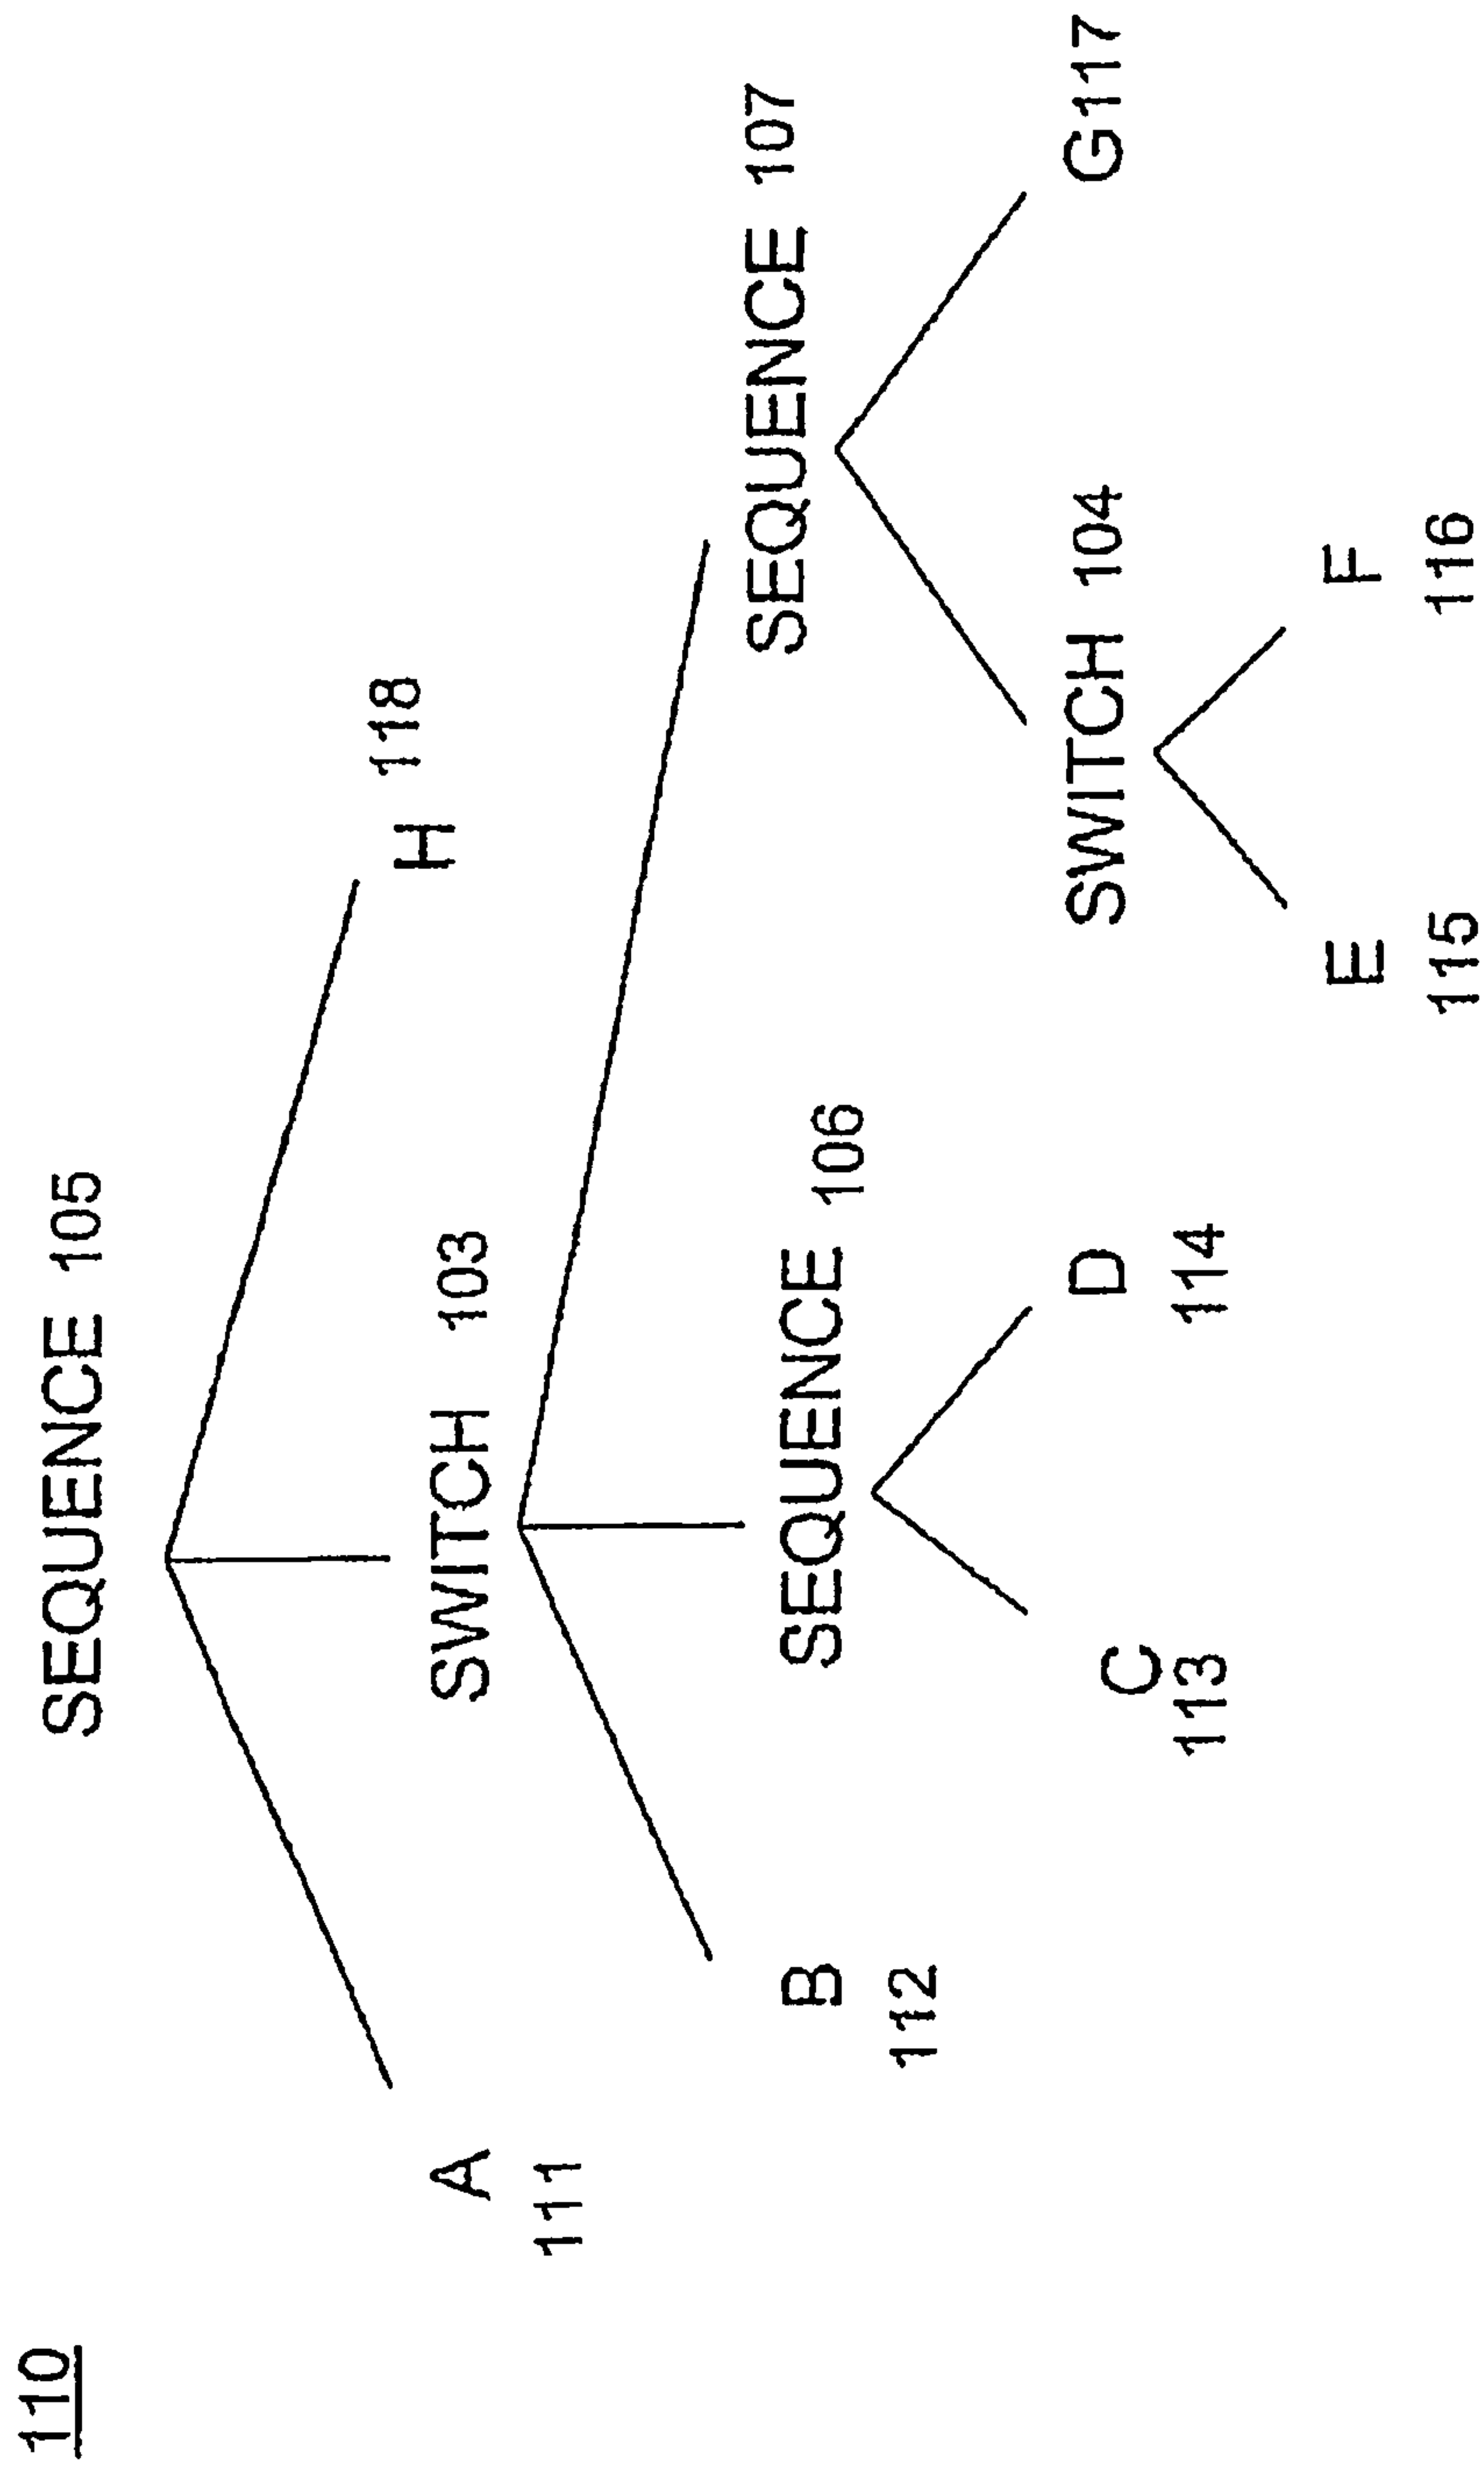 110
SEQUENCE 105
A
111
SWITCH 103
H 118
B
112
SEQUENCE 106
SEQUENCE 107
C
113
D
114
SWITCH 104
G117
E
115
F
116